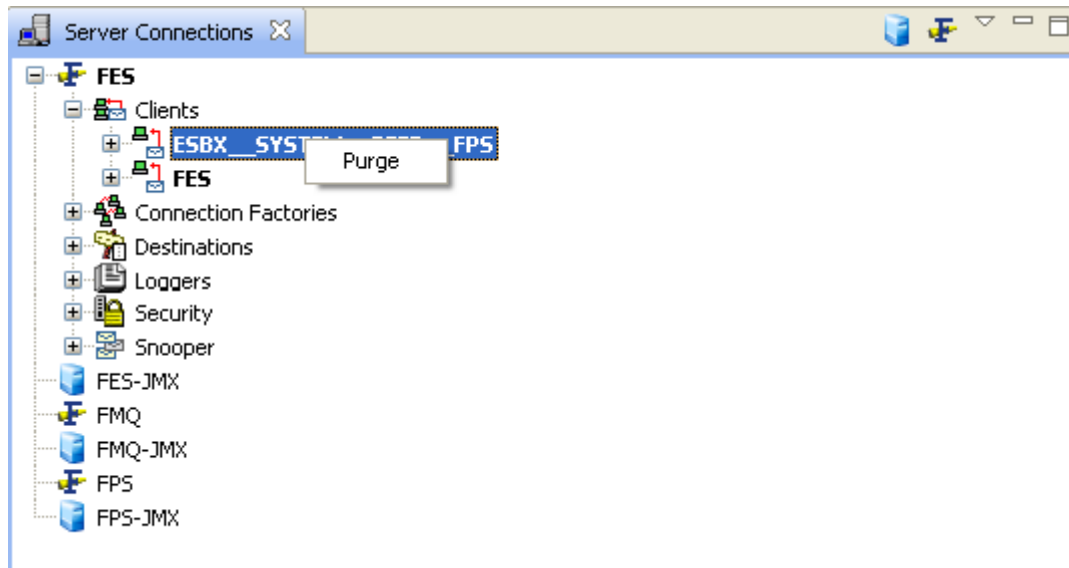 Server Connections
FES
Clients
ESBX__SYST FPS
Purge
FES
Connection Factories
Destinations
Loggers
Security
Snooper
FES-JMX
FMQ
FMQ-JMX
FPS
FPS-JMX